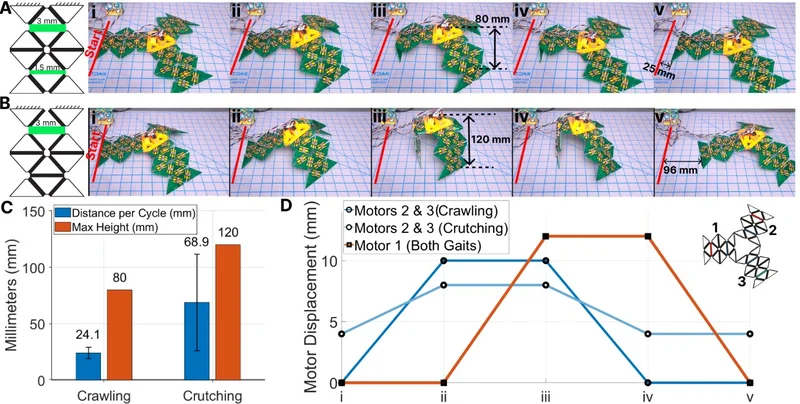 A
3 mm
1.5 mm
i
ii
iii
iv
v
Start
80 mm
25 mm
B
3 mm
i
ii
iii
iv
v
Start
120 mm
96 mm
C
Distance per Cycle (mm)
Max Height (mm)
Millimeters (mm)
150
100
50
0
24.1
80
68.9
120
Crawling
Crutching
D
Motors 2 & 3(Crawling)
Motors 2 & 3 (Crutching)
Motor 1 (Both Gaits)
Motor Displacement (mm)
10
5
0
i
ii
iii
iv
v
1
2
3